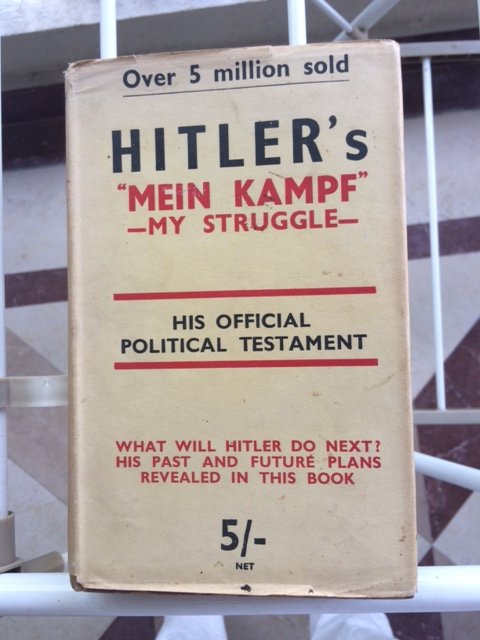 Over 5 million sold
HITLER's
"MEIN KAMPF"
—MY STRUGGLE—
HIS OFFICIAL
POLITICAL TESTAMENT
WHAT WILL HITLER DO NEXT?
HIS PAST AND FUTURE PLANS
REVEALED IN THIS BOOK
5/-
NET